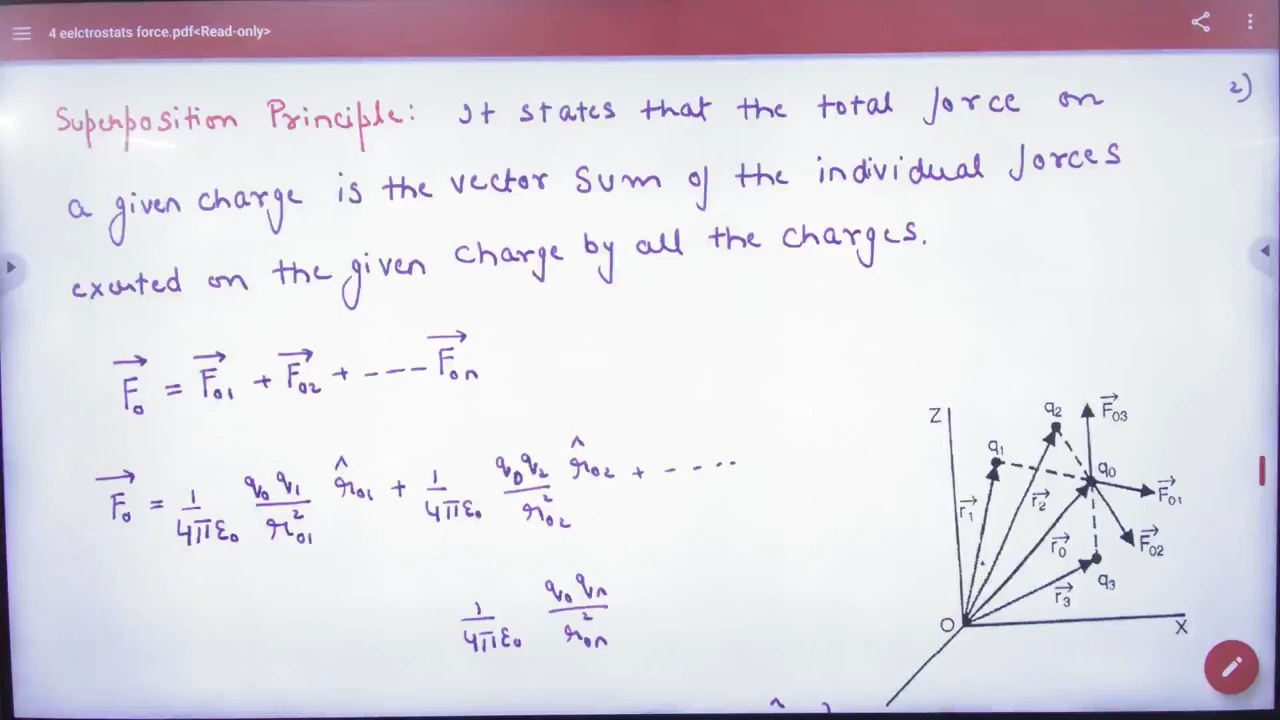 4 eelctrostats force.pdf<Read-only>
2)
Superposition Principle: It states that the total force on
a given charge is the vector sum of the individual forces
exerted on the given charge by all the charges.
F⃗₀ = F⃗₀₁ + F⃗₀₂ + ---- F⃗₀ₙ
F⃗₀ = 1/4πε₀ q₀q₁/r₀₁² r̂₀₁ + 1/4πε₀ q₀q₂/r₀₂² r̂₀₂ + ----
1/4πε₀ q₀qₙ/r₀ₙ²
Z
q₂
F⃗₀₃
q₁
q₀
r⃗₁
r⃗₂
F⃗₀₁
r⃗₀
F⃗₀₂
r⃗₃
q₃
O
X